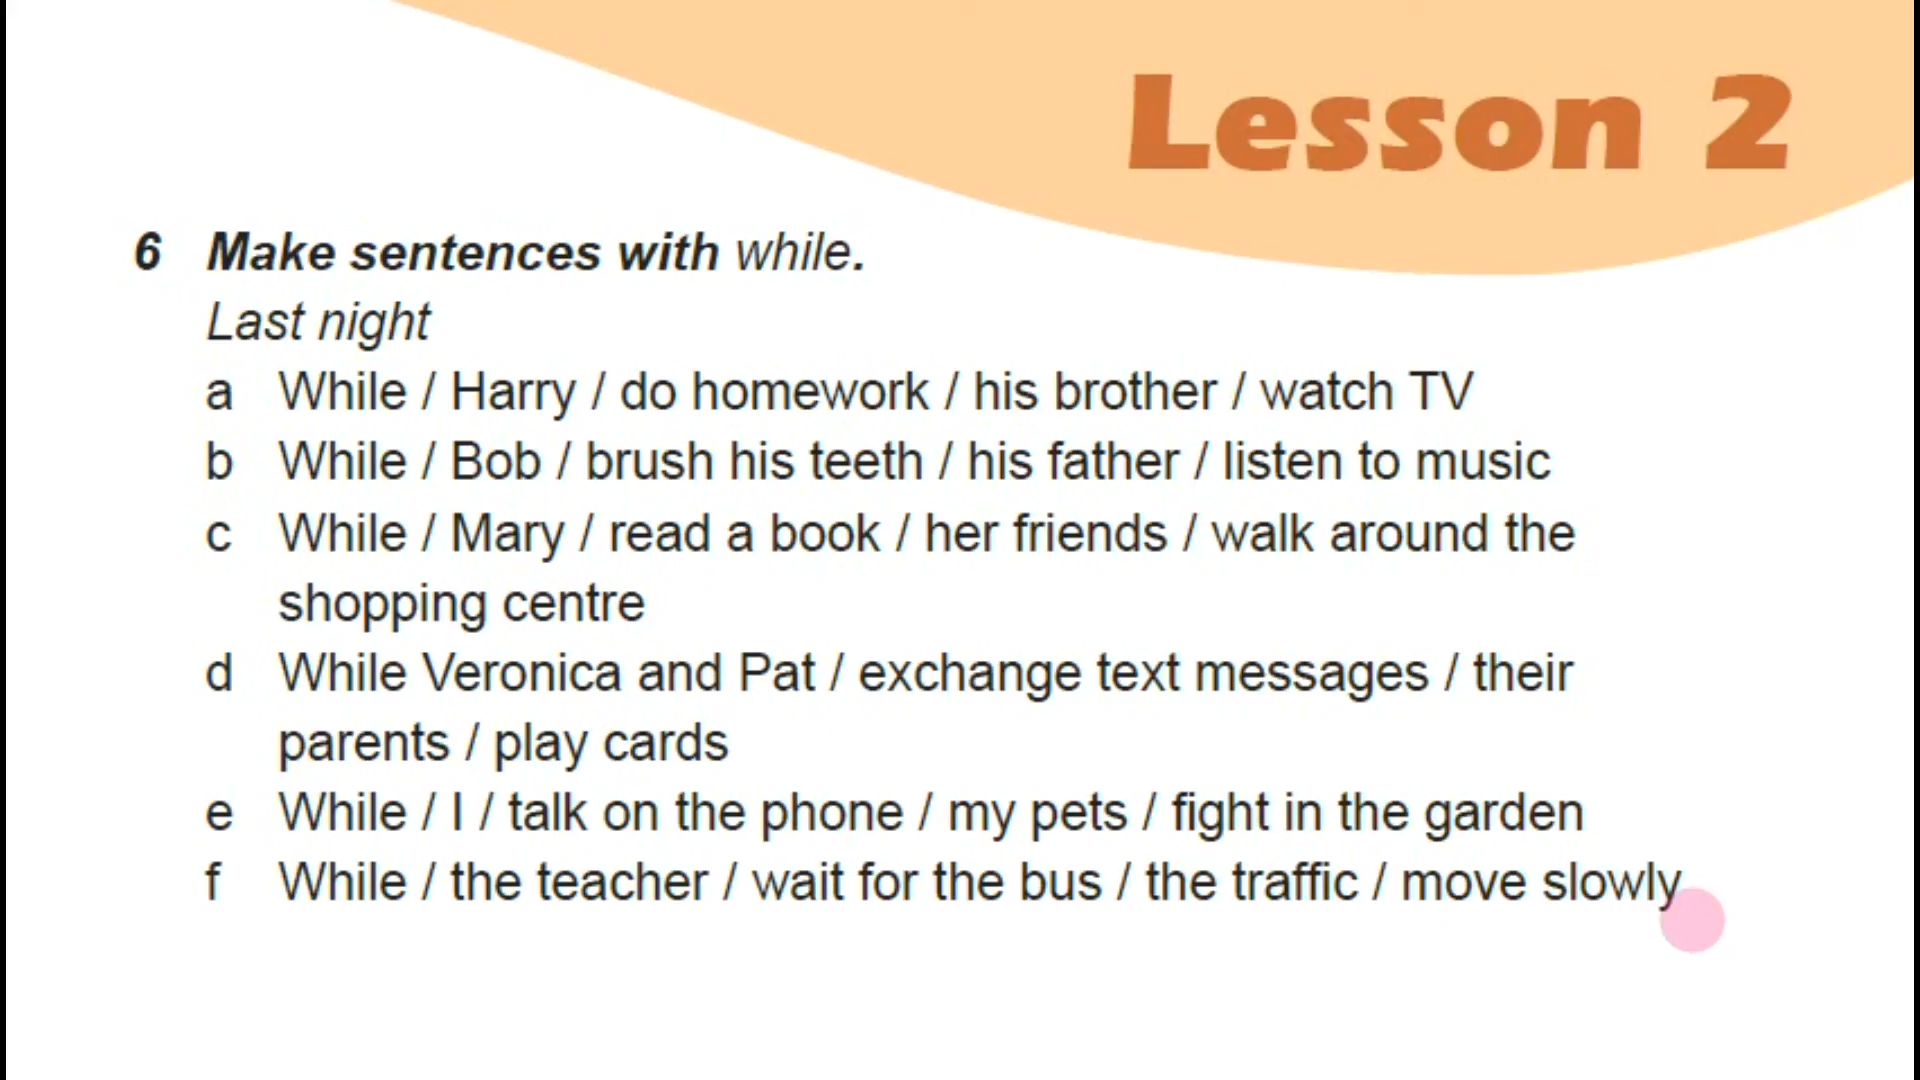 Lesson 2
6 Make sentences with while.
Last night
a While / Harry / do homework / his brother / watch TV
b While / Bob / brush his teeth / his father / listen to music
c While / Mary / read a book / her friends / walk around the
shopping centre
d While Veronica and Pat / exchange text messages / their
parents / play cards
e While / I / talk on the phone / my pets / fight in the garden
f While / the teacher / wait for the bus / the traffic / move slowly